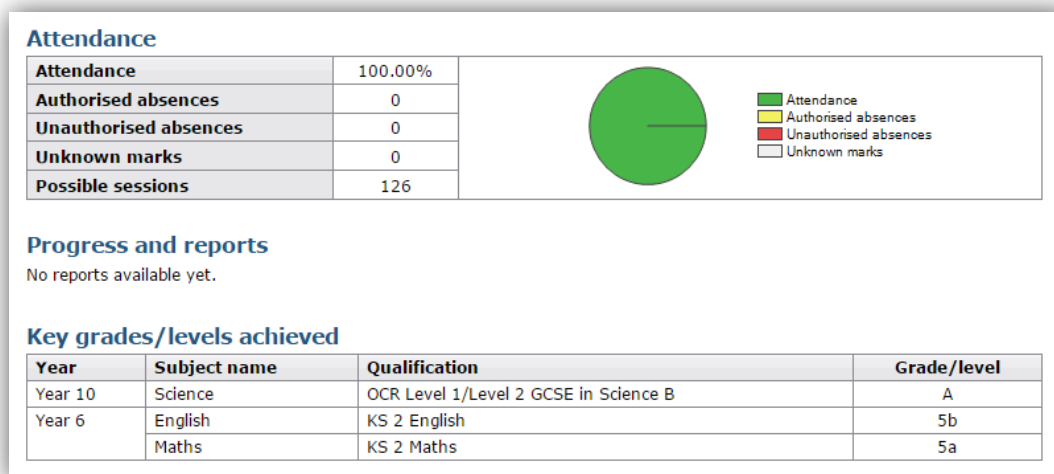 Attendance
Attendance 100.00%
Authorised absences 0
Unauthorised absences 0
Unknown marks 0
Possible sessions 126
Attendance
Authorised absences
Unauthorised absences
Unknown marks
Progress and reports
No reports available yet.
Key grades/levels achieved
Year Subject name Qualification Grade/level
Year 10 Science OCR Level 1/Level 2 GCSE in Science B A
Year 6 English KS 2 English 5b
Maths KS 2 Maths 5a